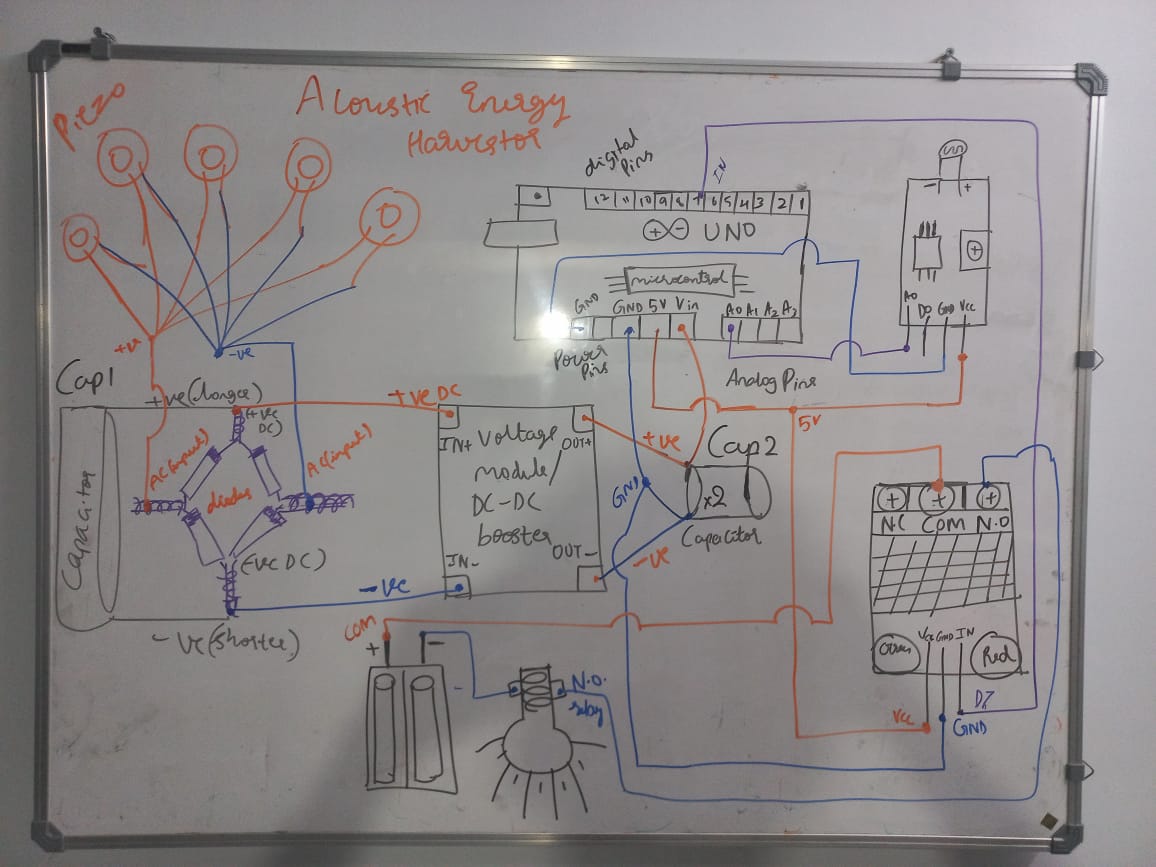 Piezo
Acoustic Energy
Harvestor
digital
Pins
IN
12 11 10 9 8 7 6 5 4 3 2 1
UNO
microcontrol
GND
GND 5V Vin
A0 A1 A2 A3
Power
Pins
Analog Pins
- +
A0 D0 GND Vcc
+ve
-ve
Cap1
+ve (longer)
+ve DC
(+ve
DC)
AC (input)
AC (input)
diodes
Capacitor
(-ve DC)
-ve (shorter)
-ve
IN+
Voltage
module/
DC-DC
booster
OUT+
IN-
OUT-
+ve
Cap2
x2
Capacitor
GND
-ve
5V
NC COM N.O
Vcc GND IN
Green
Red
D7
Vcc
GND
COM
+ -
-
N.O.
relay